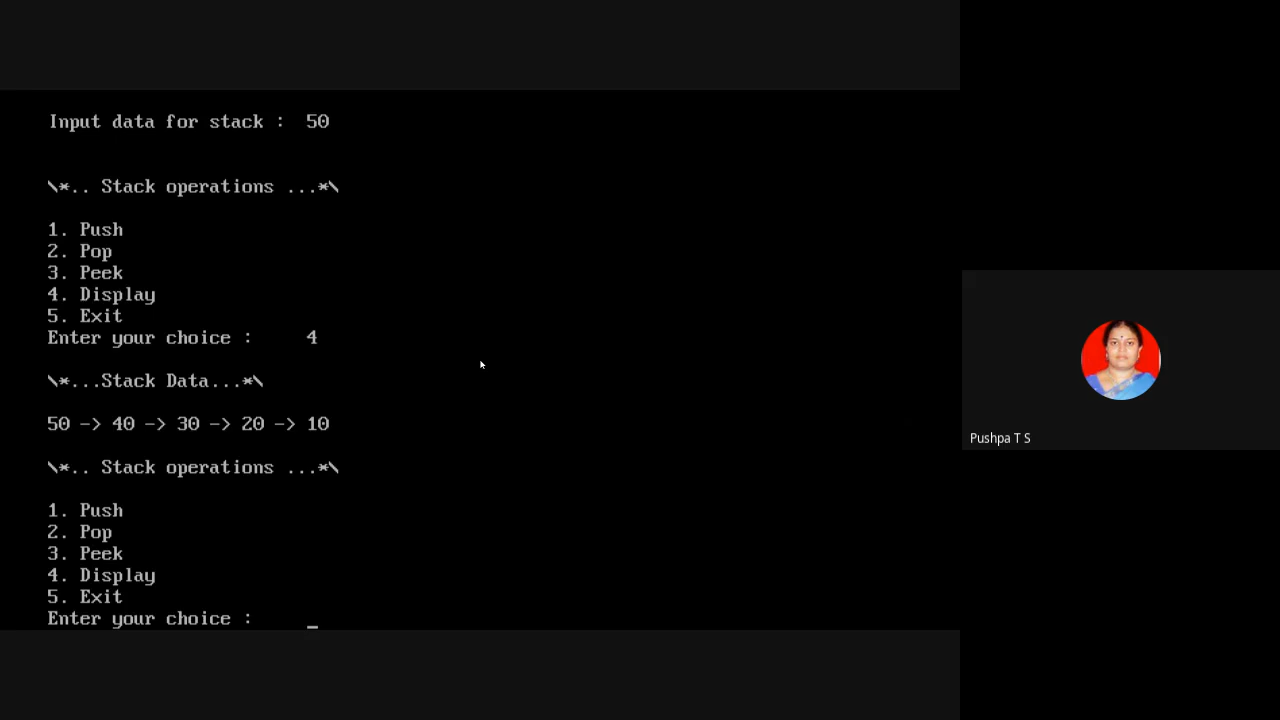 Input data for stack :  50
\*.. Stack operations ...*\
1. Push
2. Pop
3. Peek
4. Display
5. Exit
Enter your choice :     4
\*...Stack Data...*\
50 -> 40 -> 30 -> 20 -> 10
\*.. Stack operations ...*\
1. Push
2. Pop
3. Peek
4. Display
5. Exit
Enter your choice :     _
Pushpa T S